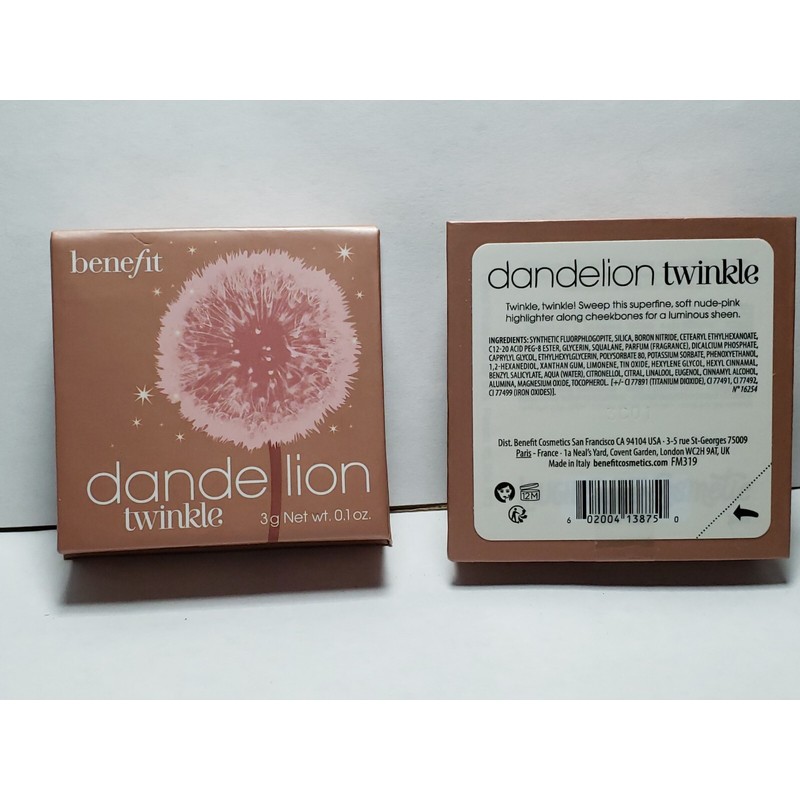 benefit
dandelion
twinkle
3 g Net wt. 0.1 oz.
dandelion twinkle
Twinkle, twinkle! Sweep this superfine, soft nude-pink
highlighter along cheekbones for a luminous sheen.
INGREDIENTS: SYNTHETIC FLUORPHLOGOPITE, SILICA, BORON NITRIDE, CETEARYL ETHYLHEXANOATE,
C12-20 ACID PEG-8 ESTER, GLYCERIN, SQUALANE, PARFUM (FRAGRANCE), DICALCIUM PHOSPHATE,
CAPRYLYL GLYCOL, ETHYLHEXYLGLYCERIN, POLYSORBATE 80, POTASSIUM SORBATE, PHENOXYETHANOL,
1,2-HEXANEDIOL, XANTHAN GUM, LIMONENE, TIN OXIDE, HEXYLENE GLYCOL, HEXYL CINNAMAL,
BENZYL SALICYLATE, AQUA (WATER), CITRONELLOL, CITRAL, LINALOOL, EUGENOL, CINNAMYL ALCOHOL,
ALUMINA, MAGNESIUM OXIDE, TOCOPHEROL. [+/- CI 77891 (TITANIUM DIOXIDE), CI 77491, CI 77492,
CI 77499 (IRON OXIDES)].
N° 16254
Dist. Benefit Cosmetics San Francisco CA 94104 USA · 3-5 rue St-Georges 75009
Paris - France · 1a Neal's Yard, Covent Garden, London WC2H 9AT, UK
Made in Italy benefitcosmetics.com FM319
12M
6 02004 13875 0